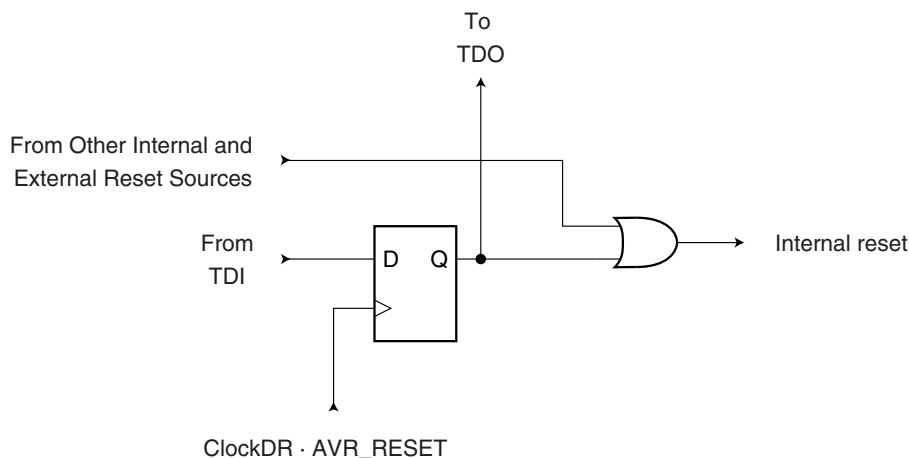 To
TDO
From Other Internal and
External Reset Sources
From
TDI
D Q
Internal reset
ClockDR · AVR_RESET